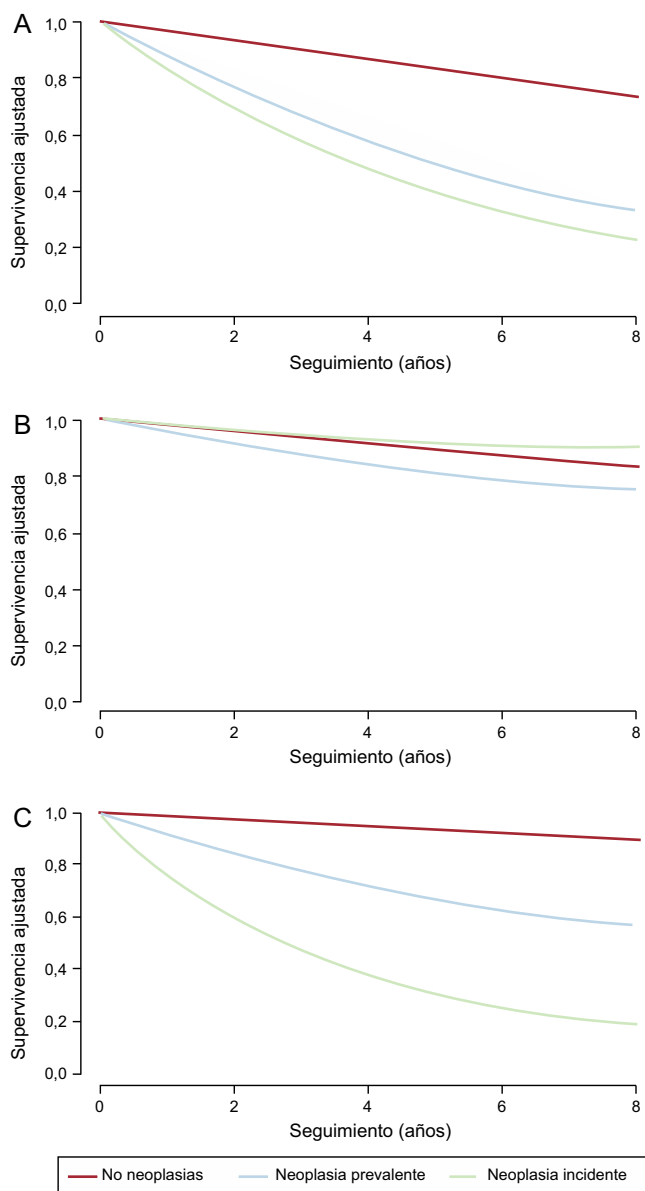 A
Supervivencia ajustada
1,0
0,8
0,6
0,4
0,2
0,0
0 2 4 6 8
Seguimiento (años)
B
Supervivencia ajustada
1,0
0,8
0,6
0,4
0,2
0,0
0 2 4 6 8
Seguimiento (años)
C
Supervivencia ajustada
1,0
0,8
0,6
0,4
0,2
0,0
0 2 4 6 8
Seguimiento (años)
No neoplasias Neoplasia prevalente Neoplasia incidente